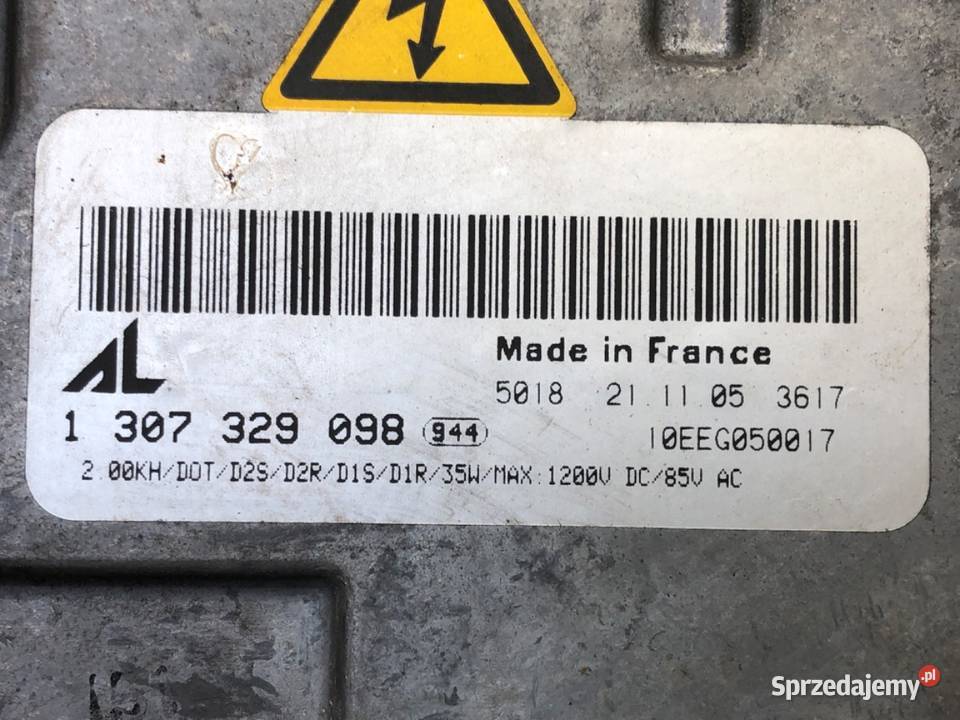 AL
Made in France
5018 21.11.05 3617
1 307 329 098 944
10EEG050017
2.00KH/DOT/D2S/D2R/D1S/D1R/35W/MAX:1200V DC/85V AC
Sprzedajemy.pl